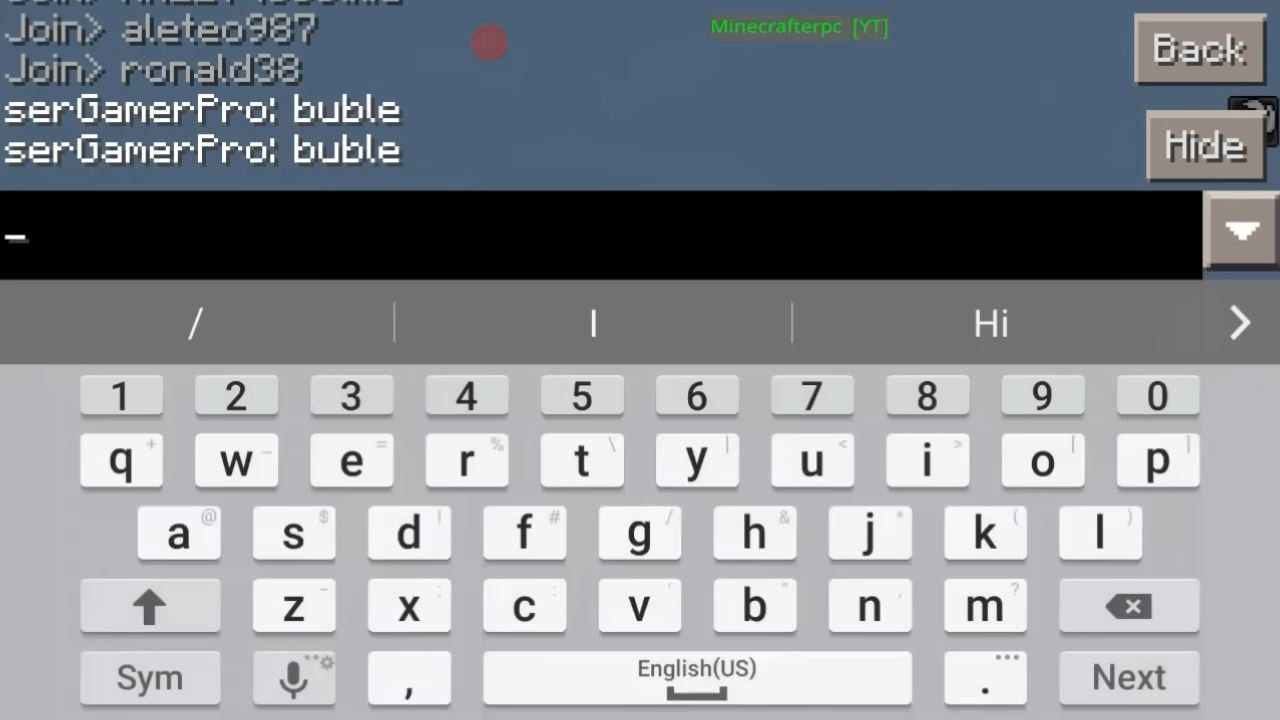 Join> aleteo987
Minecrafterpc [YT]
Join> ronald38
Back
serGamerPro: buble
serGamerPro: buble
Hide
_
/ I Hi
1 2 3 4 5 6 7 8 9 0
q w e r t y u i o p
a s d f g h j k l
z x c v b n m
Sym , English(US) . Next